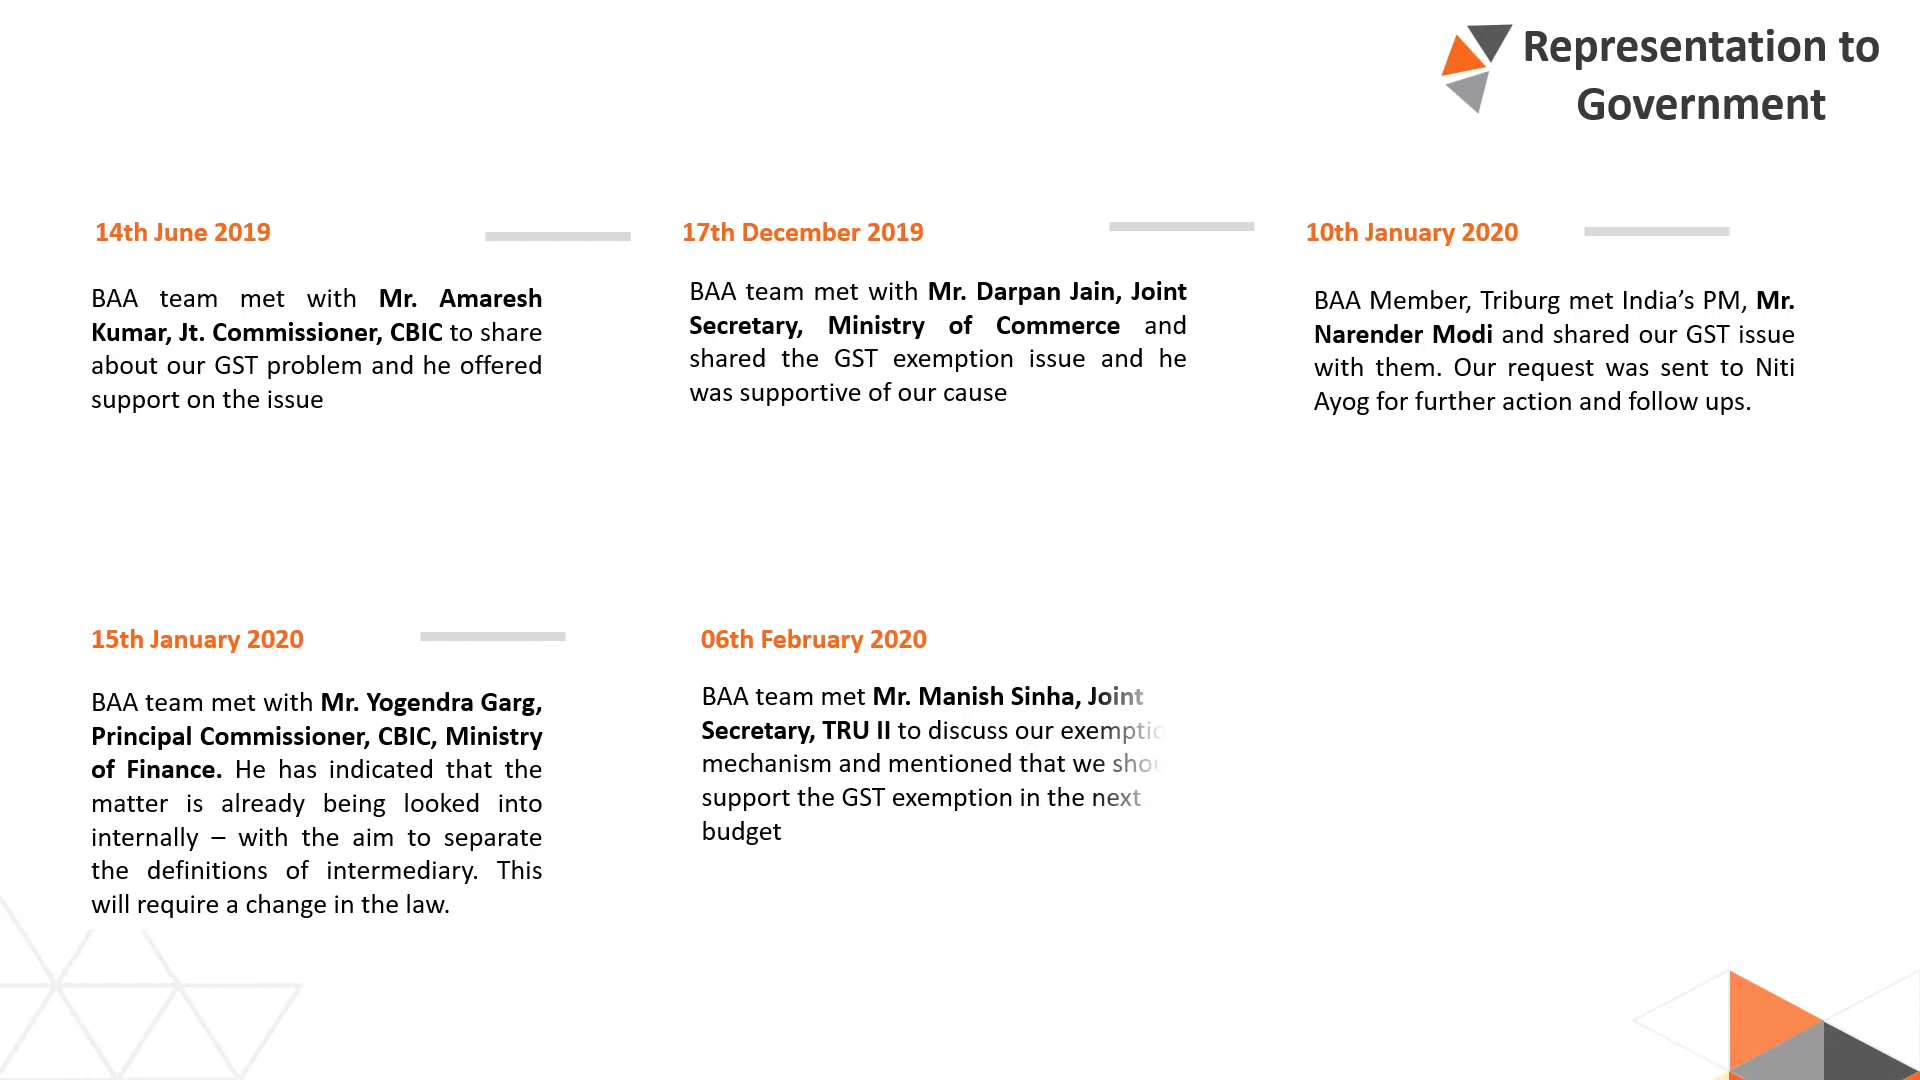 Representation to
Government
14th June 2019
BAA team met with Mr. Amaresh
Kumar, Jt. Commissioner, CBIC to share
about our GST problem and he offered
support on the issue
17th December 2019
BAA team met with Mr. Darpan Jain, Joint
Secretary, Ministry of Commerce and
shared the GST exemption issue and he
was supportive of our cause
10th January 2020
BAA Member, Triburg met India’s PM, Mr.
Narender Modi and shared our GST issue
with them. Our request was sent to Niti
Ayog for further action and follow ups.
15th January 2020
BAA team met with Mr. Yogendra Garg,
Principal Commissioner, CBIC, Ministry
of Finance. He has indicated that the
matter is already being looked into
internally – with the aim to separate
the definitions of intermediary. This
will require a change in the law.
06th February 2020
BAA team met Mr. Manish Sinha, Joint
Secretary, TRU II to discuss our
mechanism and mentioned that we
support the GST exemption in the next
budget